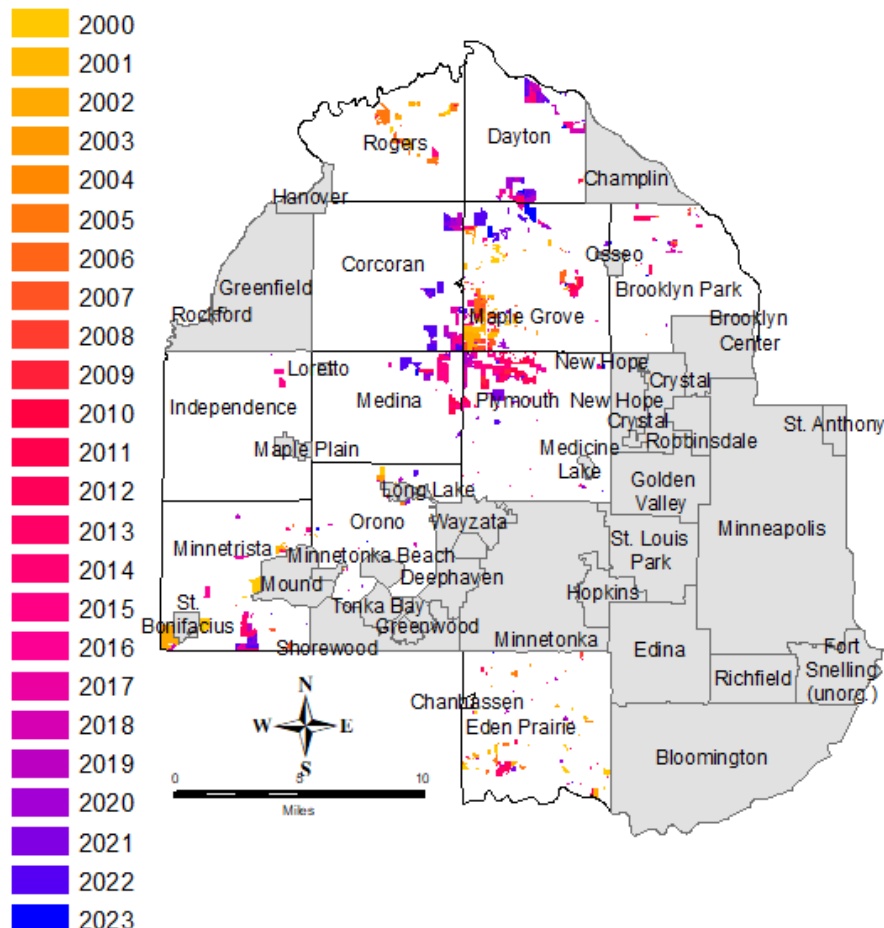 2000
2001
2002
2003
2004
2005
2006
2007
2008
2009
2010
2011
2012
2013
2014
2015
2016
2017
2018
2019
2020
2021
2022
2023
Rogers
Dayton
Hanover
Champlin
Corcoran
Osseo
Greenfield
Brooklyn Park
Rockford
Maple Grove
Brooklyn
Center
Loretto
New Hope
Crystal
Independence
Medina
Plymouth
New Hope
Crystal
St. Anthony
Robbinsdale
Maple Plain
Medicine
Lake
Golden
Valley
Long Lake
Orono
Wayzata
Minneapolis
Minnetrista
Minnetonka Beach
St. Louis
Park
Mound
Deephaven
Hopkins
St.
Bonifacius
Tonka Bay
Greenwood
Shorewood
Minnetonka
Edina
Fort
Snelling
(unorg.)
Richfield
Chanhassen
Eden Prairie
Bloomington
N
W
E
S
0
5
10
Miles